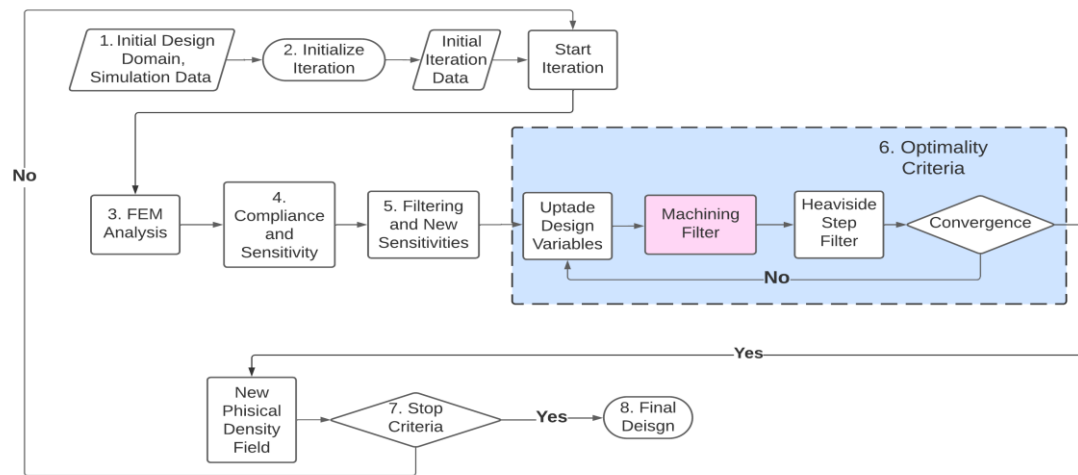 1. Initial Design
Domain,
Simulation Data
2. Initialize
Iteration
Initial
Iteration
Data
Start
Iteration
No
3. FEM
Analysis
4.
Compliance
and
Sensitivity
5. Filtering
and New
Sensitivities
6. Optimality
Criteria
Uptade
Design
Variables
Machining
Filter
Heaviside
Step
Filter
Convergence
No
Yes
New
Phisical
Density
Field
7. Stop
Criteria
Yes
8. Final
Deisgn